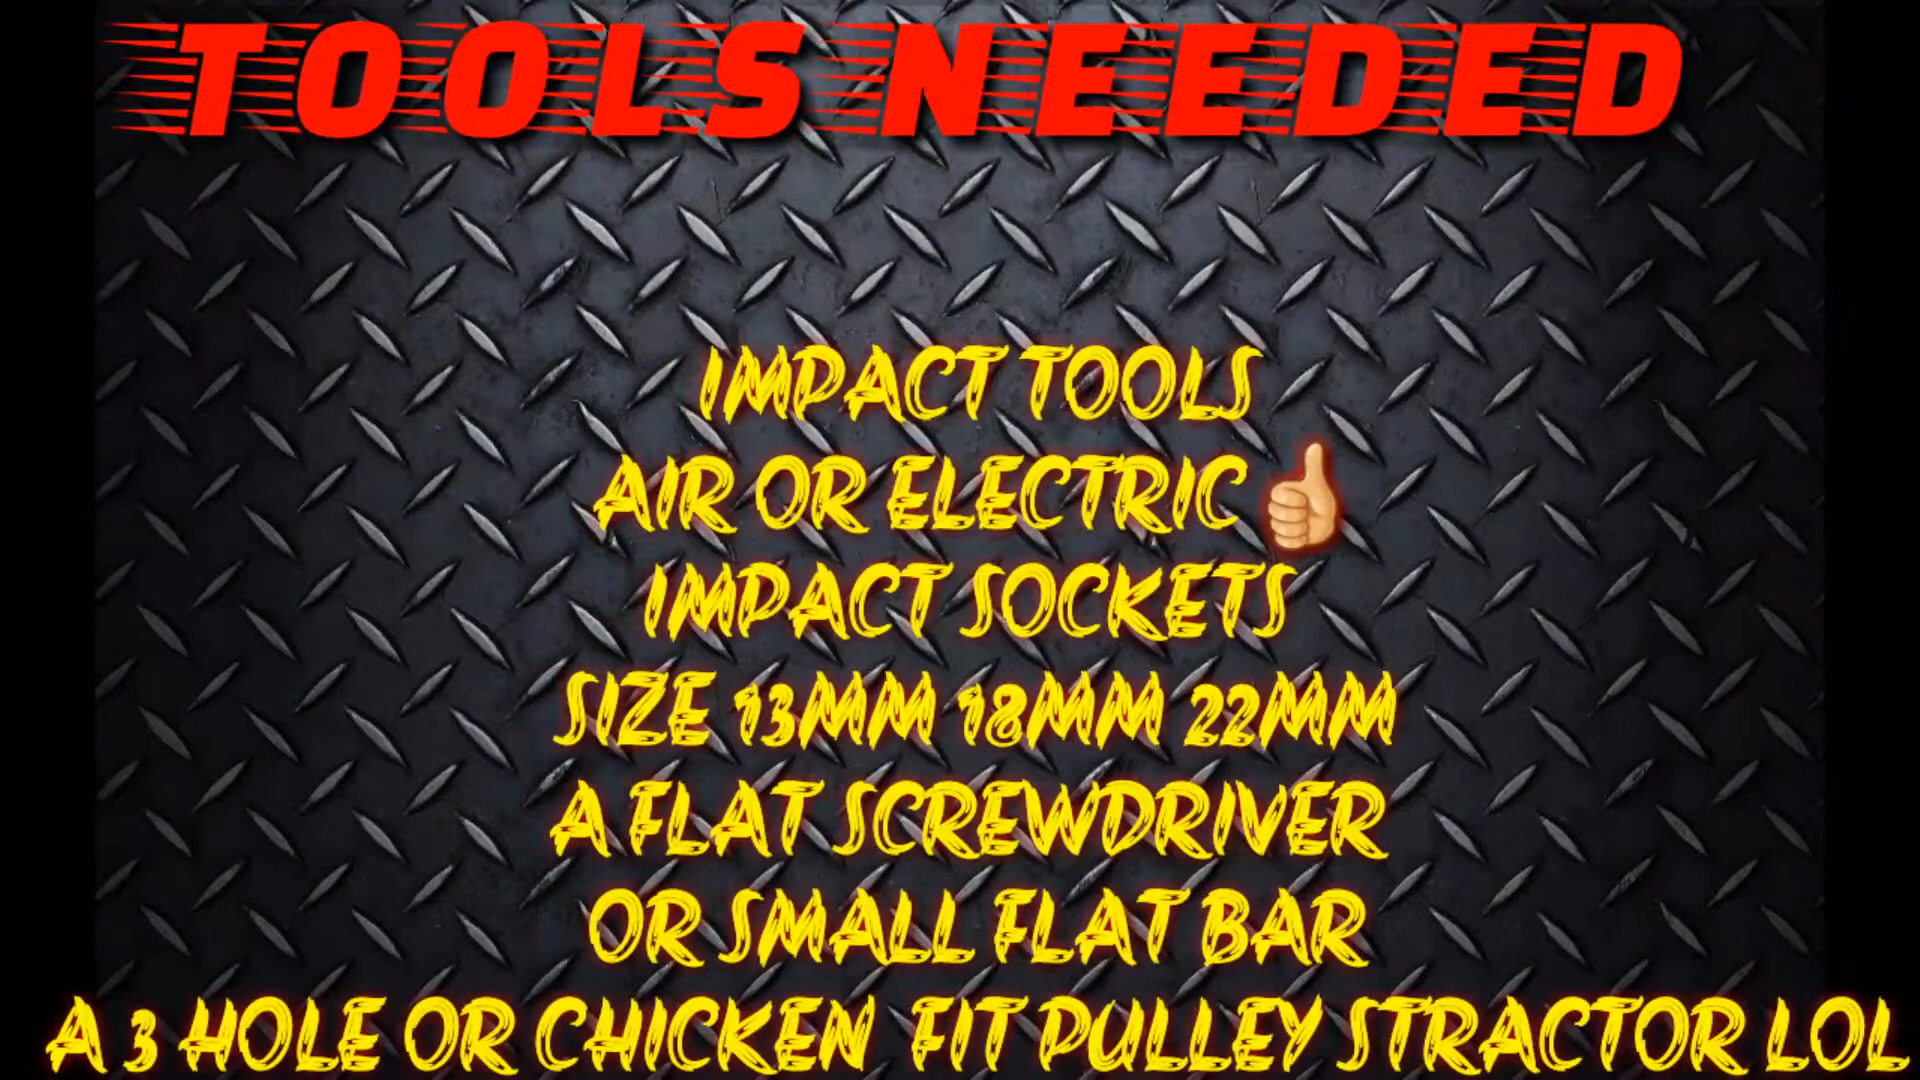 TOOLS NEEDED
IMPACT TOOLS
AIR OR ELECTRIC 👍🏼
IMPACT SOCKETS
SIZE 13MM 18MM 22MM
A FLAT SCREWDRIVER
OR SMALL FLAT BAR
A 3 HOLE OR CHICKEN FIT PULLEY STRACTOR LOL